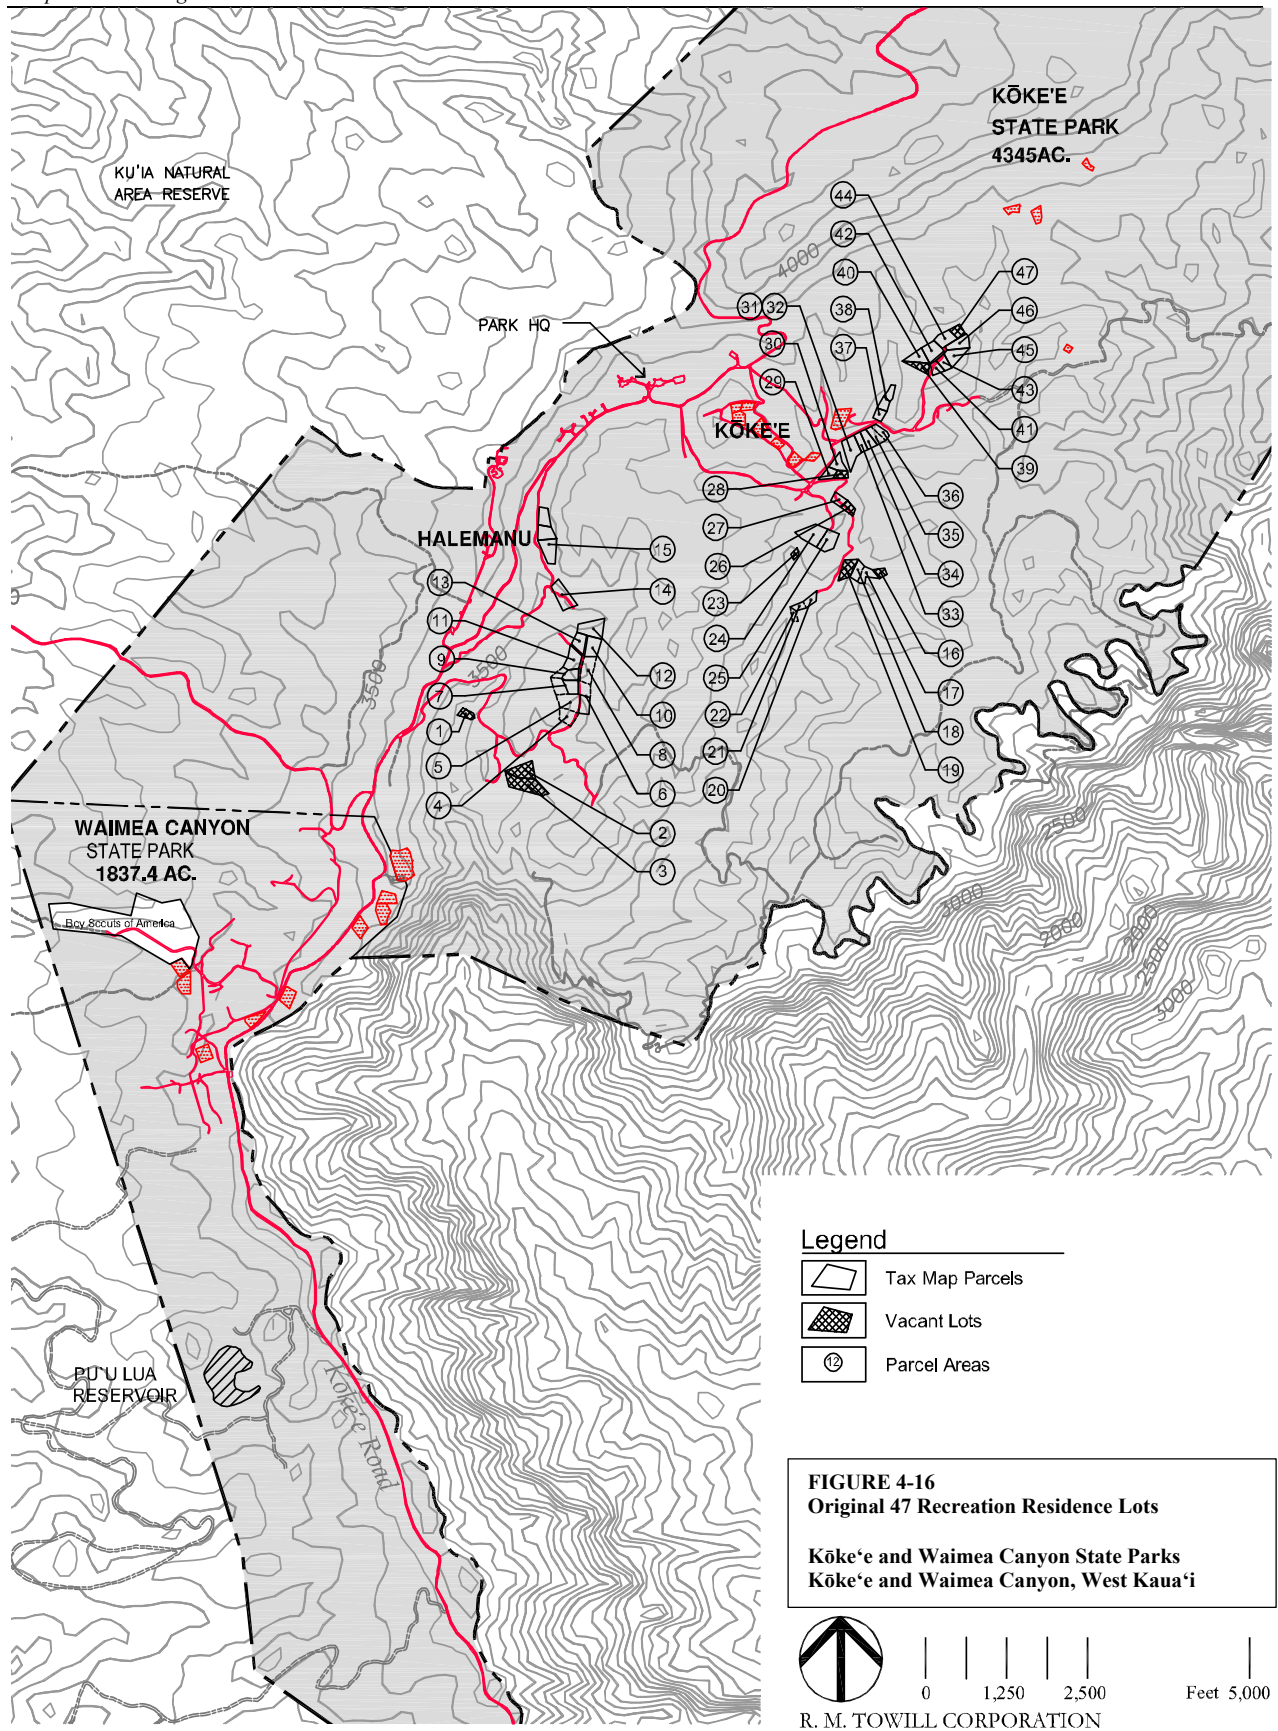 KŌKE'E
STATE PARK
4345AC.
KU'IA NATURAL
AREA RESERVE
44
42
40
47
31
32
38
46
4000
PARK HQ
30
37
45
29
43
KŌKE'E
41
39
28
36
27
35
HALEMANU
15
26
34
13
14
23
33
11
24
16
9
3500
12
25
17
3500
7
10
22
18
1
8
21
19
5
6
20
4
2
2500
WAIMEA CANYON
STATE PARK
1837.4 AC.
3
3000
2000
2000
2500
3000
Boy Scouts of America
Legend
Tax Map Parcels
Vacant Lots
12
Parcel Areas
PU'U LUA
RESERVOIR
Kōke'e Road
FIGURE 4-16
Original 47 Recreation Residence Lots
Kōke‘e and Waimea Canyon State Parks
Kōke‘e and Waimea Canyon, West Kaua‘i
0 1,250 2,500 Feet 5,000
R. M. TOWILL CORPORATION